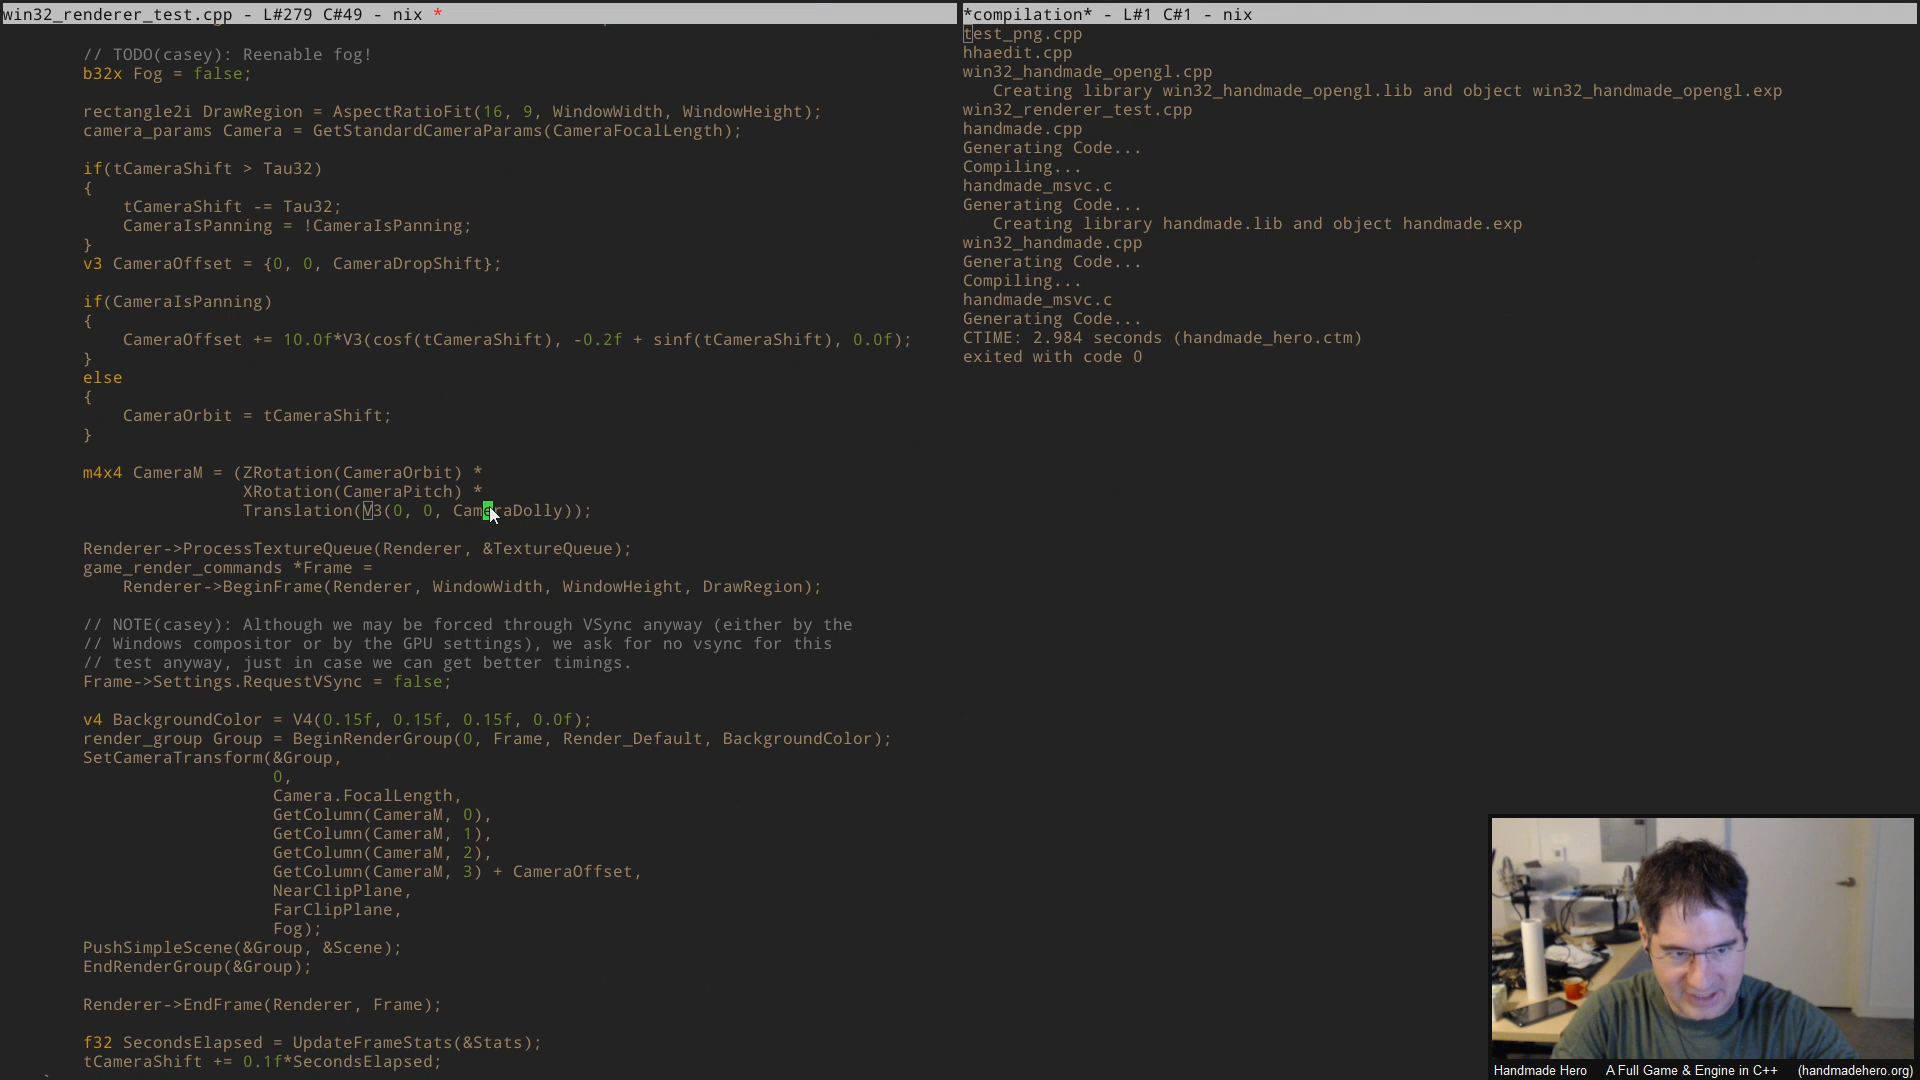 win32_renderer_test.cpp - L#279 C#49 - nix *
// TODO(casey): Reenable fog!
b32x Fog = false;
rectangle2i DrawRegion = AspectRatioFit(16, 9, WindowWidth, WindowHeight);
camera_params Camera = GetStandardCameraParams(CameraFocalLength);
if(tCameraShift > Tau32)
{
tCameraShift -= Tau32;
CameraIsPanning = !CameraIsPanning;
}
v3 CameraOffset = {0, 0, CameraDropShift};
if(CameraIsPanning)
{
CameraOffset += 10.0f*V3(cosf(tCameraShift), -0.2f + sinf(tCameraShift), 0.0f);
}
else
{
CameraOrbit = tCameraShift;
}
m4x4 CameraM = (ZRotation(CameraOrbit) *
XRotation(CameraPitch) *
Translation(V3(0, 0, CameraDolly));
Renderer->ProcessTextureQueue(Renderer, &TextureQueue);
game_render_commands *Frame =
Renderer->BeginFrame(Renderer, WindowWidth, WindowHeight, DrawRegion);
// NOTE(casey): Although we may be forced through VSync anyway (either by the
// Windows compositor or by the GPU settings), we ask for no vsync for this
// test anyway, just in case we can get better timings.
Frame->Settings.RequestVSync = false;
v4 BackgroundColor = V4(0.15f, 0.15f, 0.15f, 0.0f);
render_group Group = BeginRenderGroup(0, Frame, Render_Default, BackgroundColor);
SetCameraTransform(&Group,
0,
Camera.FocalLength,
GetColumn(CameraM, 0),
GetColumn(CameraM, 1),
GetColumn(CameraM, 2),
GetColumn(CameraM, 3) + CameraOffset,
NearClipPlane,
FarClipPlane,
Fog);
PushSimpleScene(&Group, &Scene);
EndRenderGroup(&Group);
Renderer->EndFrame(Renderer, Frame);
f32 SecondsElapsed = UpdateFrameStats(&Stats);
tCameraShift += 0.1f*SecondsElapsed;
*compilation* - L#1 C#1 - nix
test_png.cpp
hhaedit.cpp
win32_handmade_opengl.cpp
Creating library win32_handmade_opengl.lib and object win32_handmade_opengl.exp
win32_renderer_test.cpp
handmade.cpp
Generating Code...
Compiling...
handmade_msvc.c
Generating Code...
Creating library handmade.lib and object handmade.exp
win32_handmade.cpp
Generating Code...
Compiling...
handmade_msvc.c
Generating Code...
CTIME: 2.984 seconds (handmade_hero.ctm)
exited with code 0
Handmade Hero A Full Game & Engine in C++ (handmadehero.org)